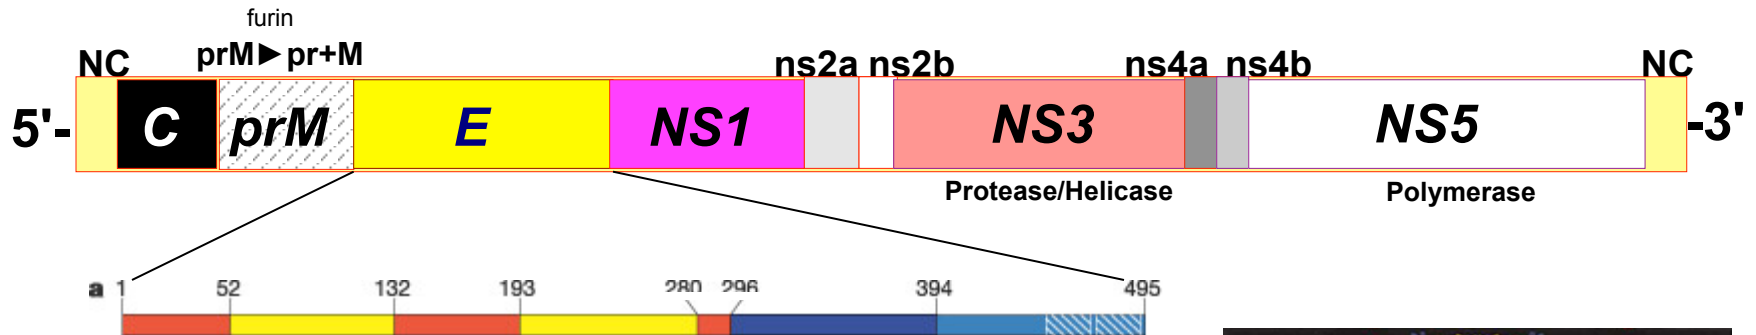 furin
prM►pr+M
NC ns2a ns2b ns4a ns4b NC
5'- C prM E NS1 NS3 NS5 -3'
Protease/Helicase Polymerase
a 1 52 132 193 280 296 394 495